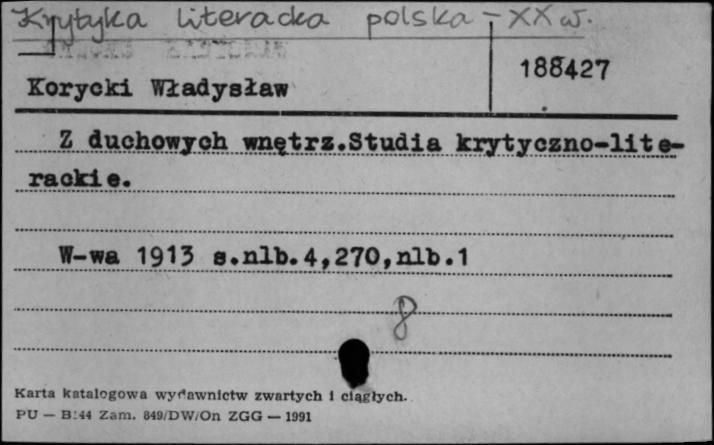 Krytyka literacka polska – XX w.
188427
Korycki Władysław
Z duchowych wnętrz.Studia krytyczno-lite-
rackie.
W-wa 1913 s.nlb.4,270,nlb.1
8
Karta katalogowa wydawnictw zwartych i ciągłych.
PU — B:44 Zam. 849/DW/On ZGG — 1991